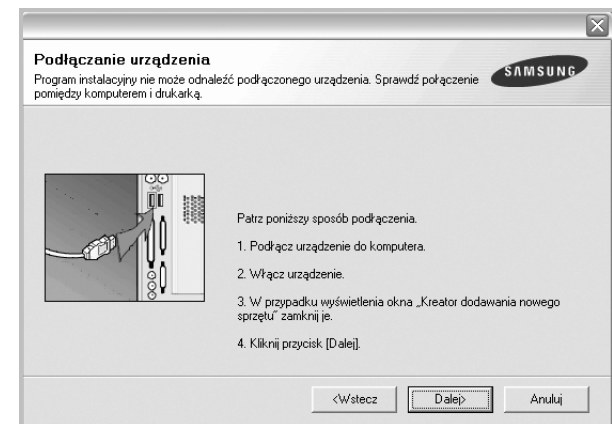 Podłączanie urządzenia
Program instalacyjny nie może odnaleźć podłączonego urządzenia. Sprawdź połączenie
pomiędzy komputerem i drukarką.
SAMSUNG
Patrz poniższy sposób podłączenia.
1. Podłącz urządzenie do komputera.
2. Włącz urządzenie.
3. W przypadku wyświetlenia okna „Kreator dodawania nowego
sprzętu” zamknij je.
4. Kliknij przycisk [Dalej].
<Wstecz
Dalej>
Anuluj